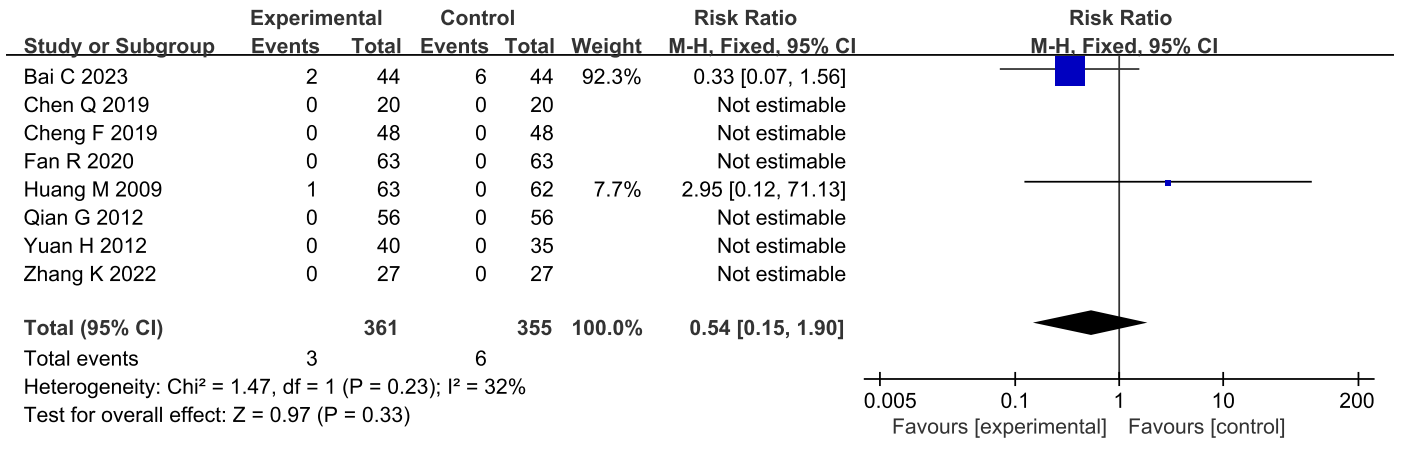 Experimental Control Risk Ratio Risk Ratio
Study or Subgroup Events Total Events Total Weight M-H, Fixed, 95% CI M-H, Fixed, 95% CI
Bai C 2023 2 44 6 44 92.3% 0.33 [0.07, 1.56]
Chen Q 2019 0 20 0 20 Not estimable
Cheng F 2019 0 48 0 48 Not estimable
Fan R 2020 0 63 0 63 Not estimable
Huang M 2009 1 63 0 62 7.7% 2.95 [0.12, 71.13]
Qian G 2012 0 56 0 56 Not estimable
Yuan H 2012 0 40 0 35 Not estimable
Zhang K 2022 0 27 0 27 Not estimable
Total (95% CI) 361 355 100.0% 0.54 [0.15, 1.90]
Total events 3 6
Heterogeneity: Chi² = 1.47, df = 1 (P = 0.23); I² = 32%
Test for overall effect: Z = 0.97 (P = 0.33)
0.005 0.1 1 10 200
Favours [experimental] Favours [control]